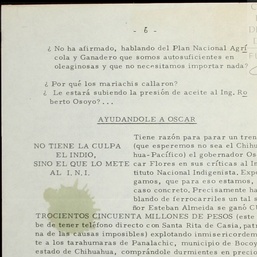 - 6 -
¿ No ha afirmado, hablando del Plan Nacional Agrí
cola y Ganadero que somos autosuficientes en
oleaginosas y que no necesitamos importar nada?
¿ Por qué los mariachis callaron?
¿ Le estará subiendo la presión de aceite al Ing. Ro
berto Osoyo?...
AYUDANDOLE A OSCAR
NO TIENE LA CULPA
EL INDIO,
SINO EL QUE LO METE
AL I.N.I.
Tiene razón para parar un tren
(que esperemos no sea el Chihua
hua-Pacífico) el gobernador Os
car Flores en sus críticas al Ins
tituto Nacional Indigenista. Exp
gamos, que para eso estamos,
caso concreto, Precisamente ha
blando de ferrocarriles un tal s
ñor Esteban Almeida se ganó CU
TROCIENTOS CINCUENTA MILLONES DE PESOS (este
be de tener teléfono directo con Santa Rita de Casia, pat
na de las causas imposibles) explotando inmisericordem
te a los tarahumaras de Panalachic, municipio de Bocoy
estado de Chihuahua, comprándole durmientes en precio